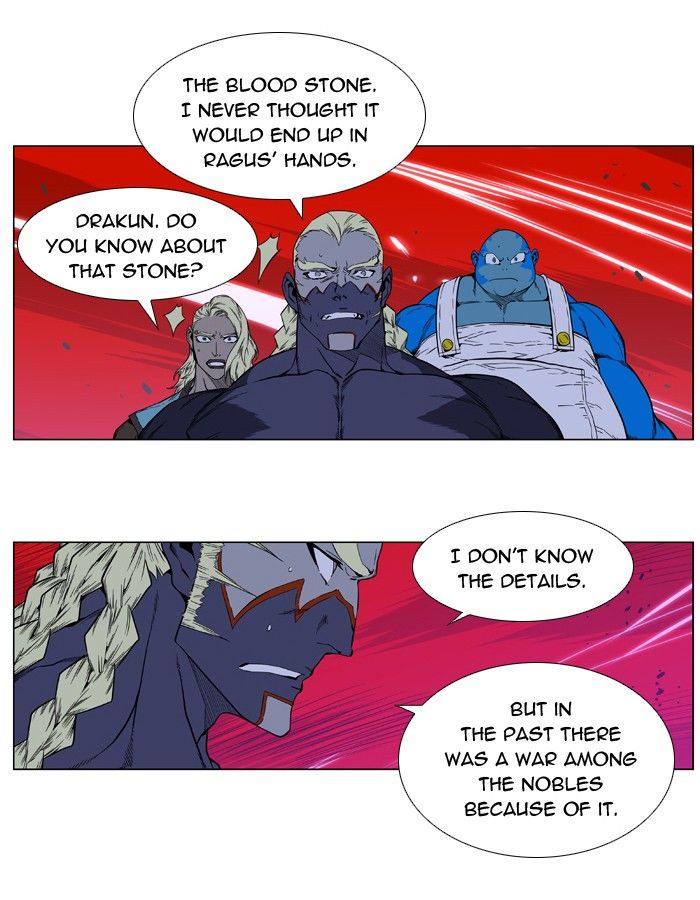 THE BLOOD STONE.
I NEVER THOUGHT IT
WOULD END UP IN
RAGUS' HANDS.
DRAKUN. DO
YOU KNOW ABOUT
THAT STONE?
I DON'T KNOW
THE DETAILS.
BUT IN
THE PAST THERE
WAS A WAR AMONG
THE NOBLES
BECAUSE OF IT.